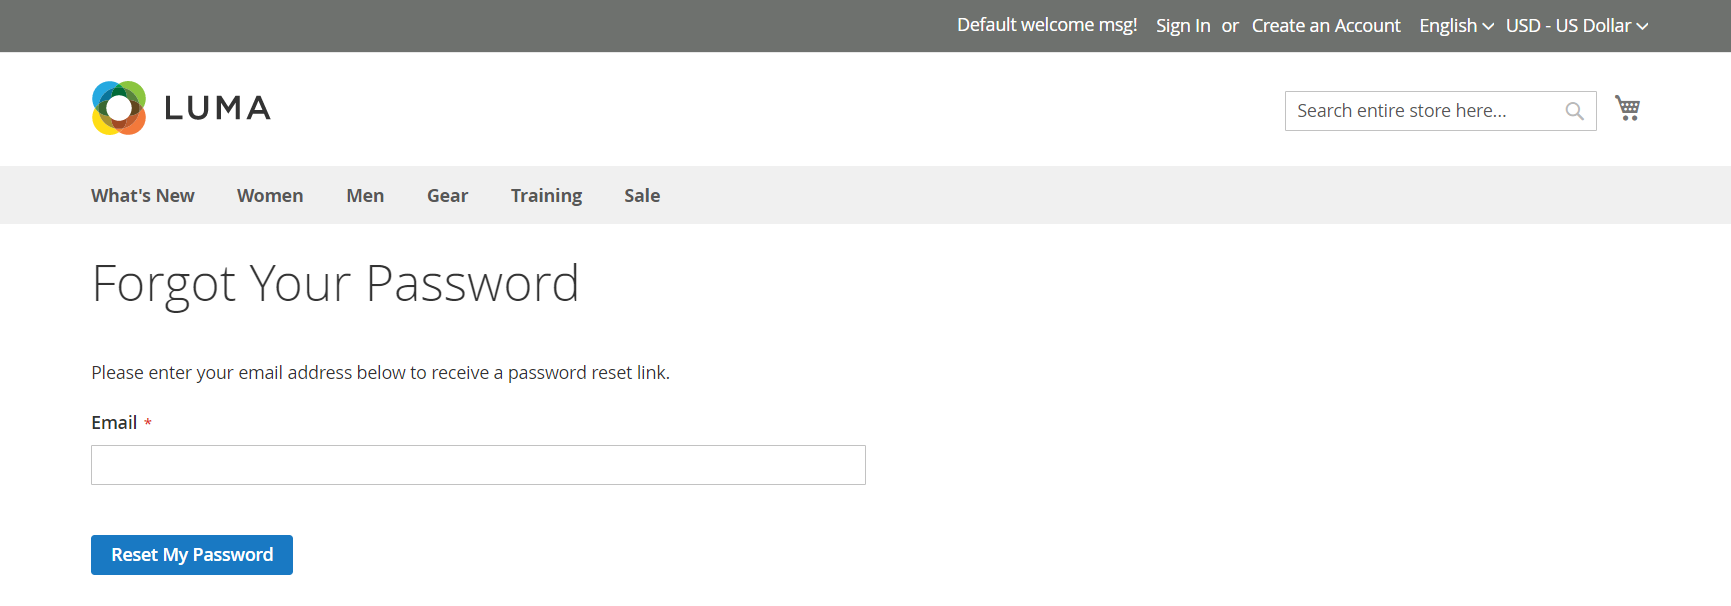 Default welcome msg! Sign In or Create an Account English USD - US Dollar
LUMA
Search entire store here...
What's New Women Men Gear Training Sale
Forgot Your Password
Please enter your email address below to receive a password reset link.
Email *
Reset My Password